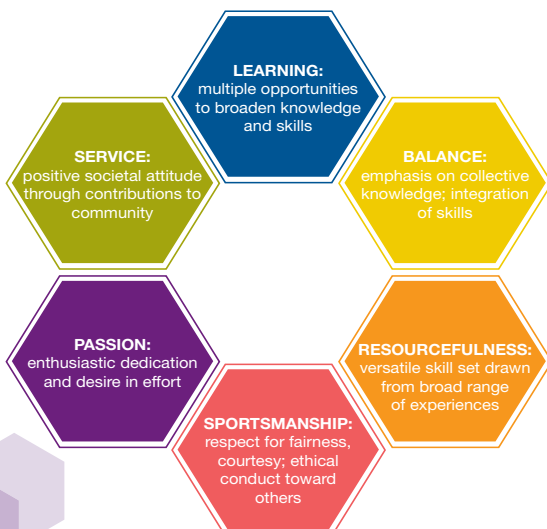 LEARNING:
multiple opportunities
to broaden knowledge
and skills
SERVICE:
positive societal attitude
through contributions to
community
BALANCE:
emphasis on collective
knowledge; integration
of skills
PASSION:
enthusiastic dedication
and desire in effort
RESOURCEFULNESS:
versatile skill set drawn
from broad range
of experiences
SPORTSMANSHIP:
respect for fairness,
courtesy; ethical
conduct toward
others